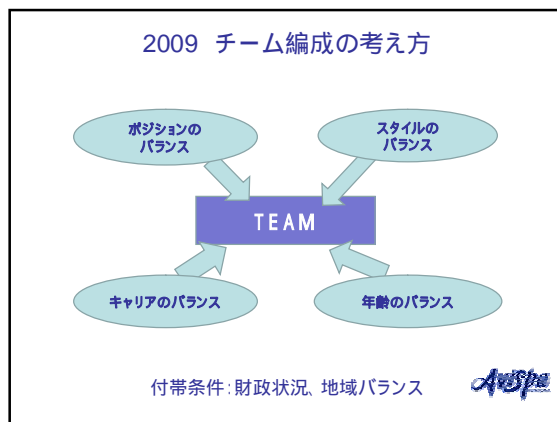 2009 チーム編成の考え方
ポジションの
バランス
スタイルの
バランス
TEAM
キャリアのバランス
年齢のバランス
付帯条件：財政状況、地域バランス
Avispa